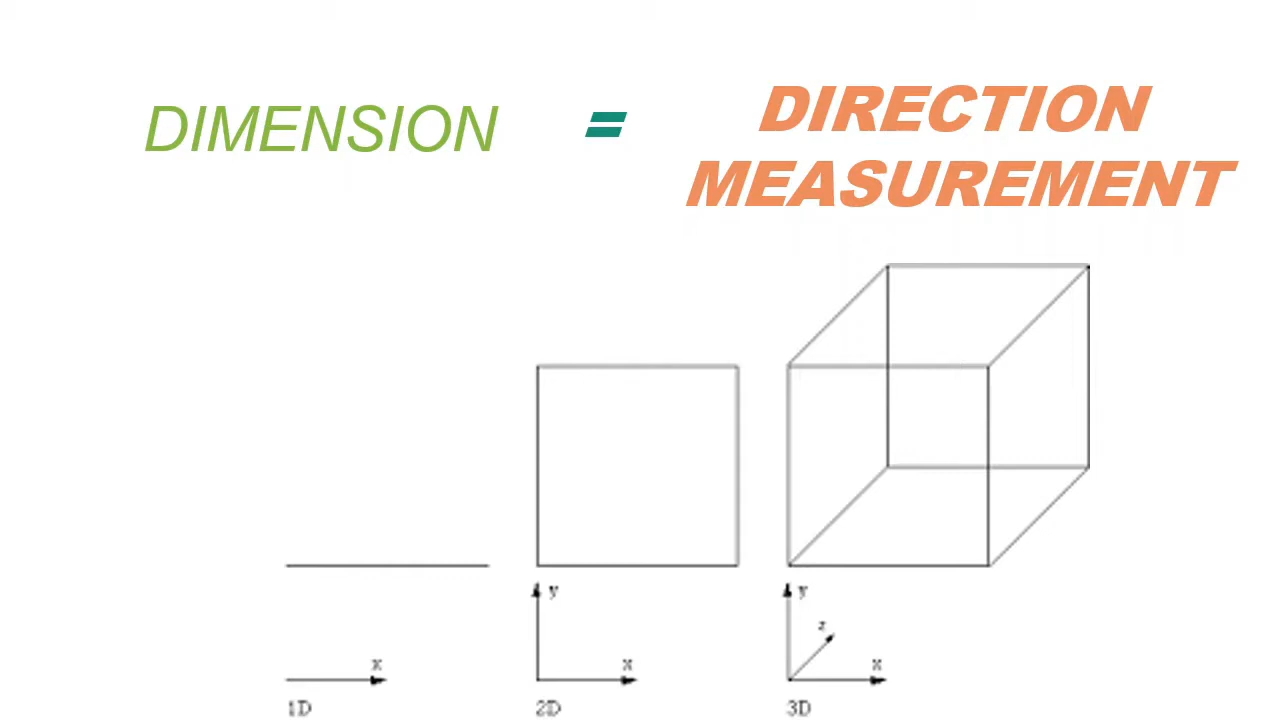 DIMENSION = DIRECTION
MEASUREMENT
y y
z
x x x
1D 2D 3D